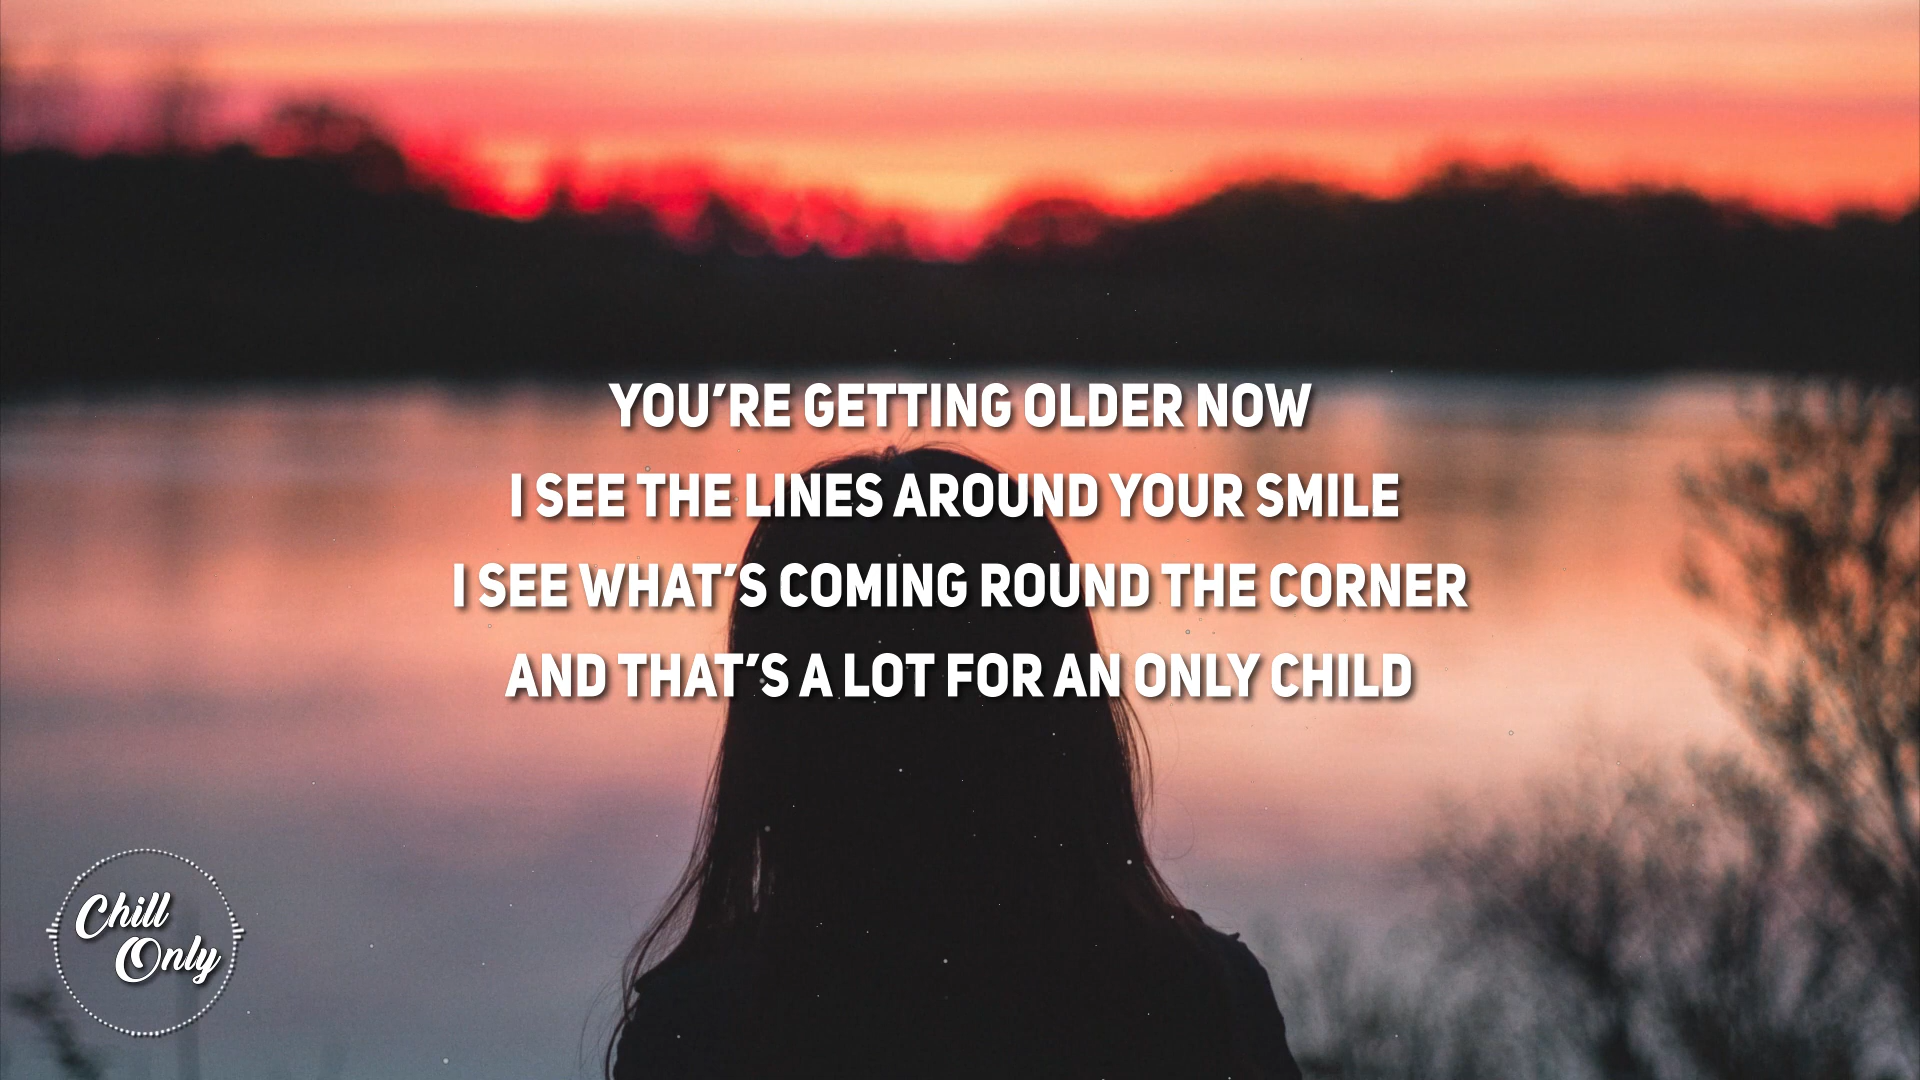 YOU'RE GETTING OLDER NOW
I SEE THE LINES AROUND YOUR SMILE
I SEE WHAT'S COMING ROUND THE CORNER
AND THAT'S A LOT FOR AN ONLY CHILD
Chill
Only